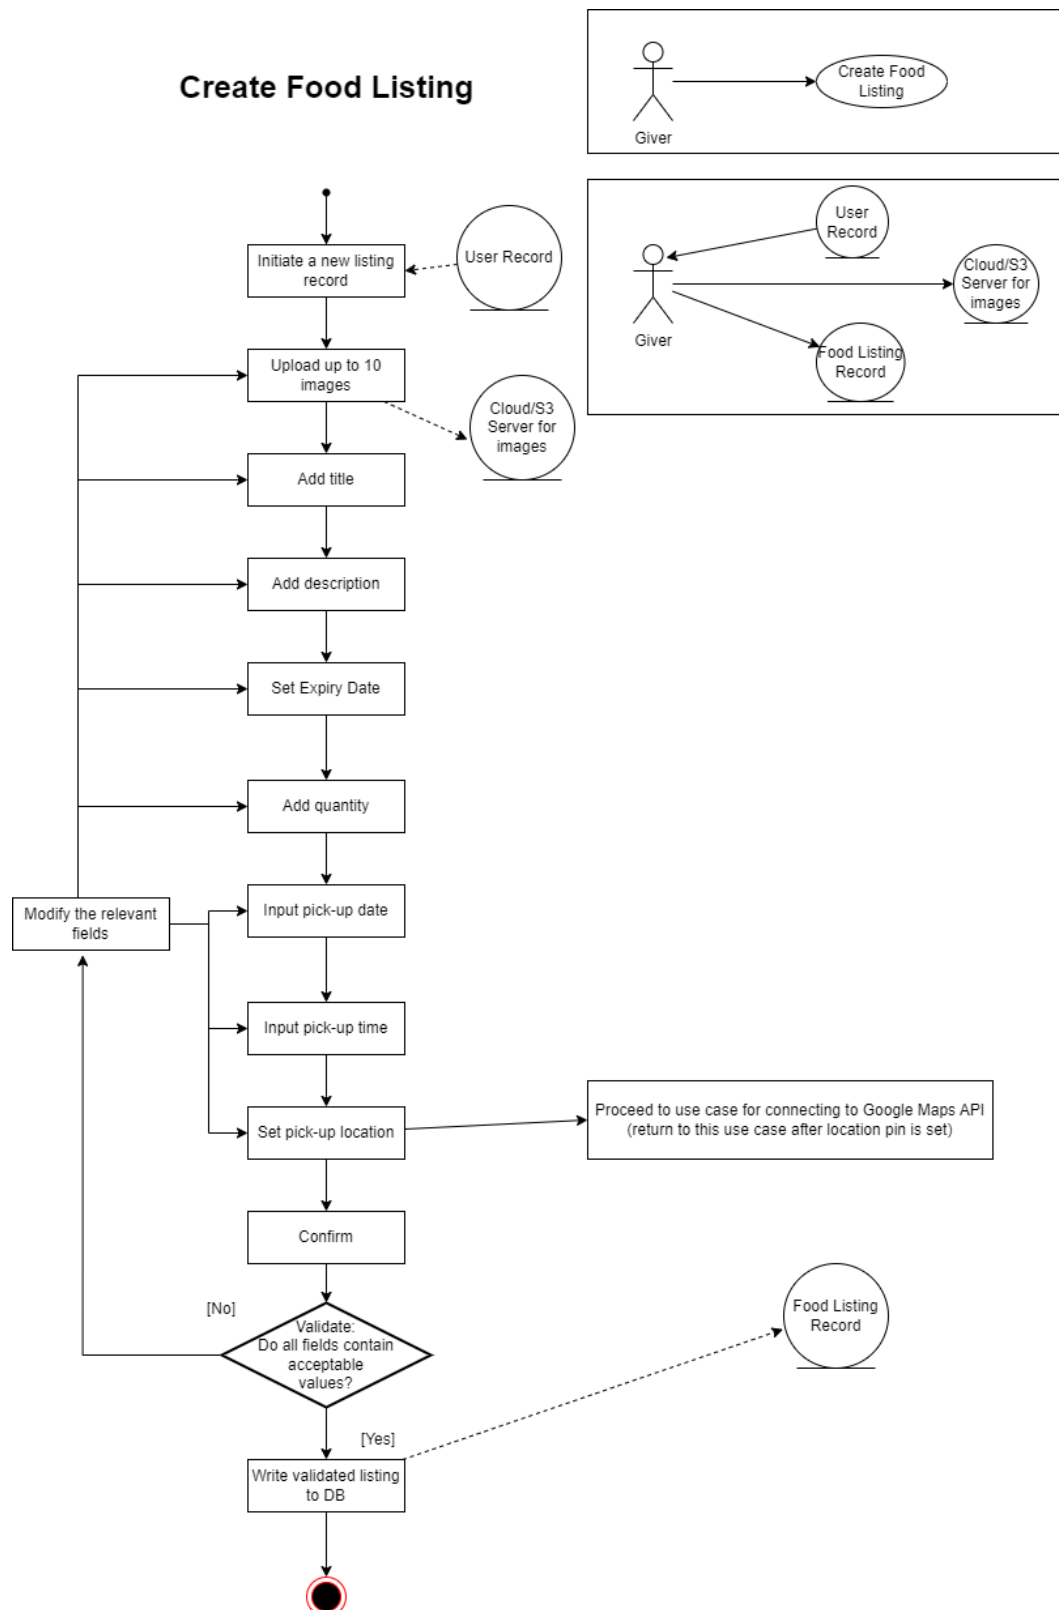 Create Food Listing
Create Food
Listing
Giver
User
Record
Cloud/S3
Server for
images
Giver
Food Listing
Record
Initiate a new listing
record
User Record
Upload up to 10
images
Cloud/S3
Server for
images
Add title
Add description
Set Expiry Date
Add quantity
Modify the relevant
fields
Input pick-up date
Input pick-up time
Set pick-up location
Proceed to use case for connecting to Google Maps API
(return to this use case after location pin is set)
Confirm
Food Listing
Record
[No]
Validate:
Do all fields contain
acceptable
values?
[Yes]
Write validated listing
to DB